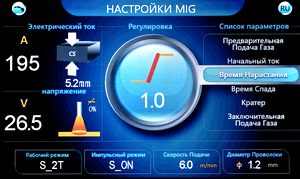 НАСТРОЙКИ MIG
RU
Электрический ток
A
195
CS
5.2mm
напряжение
V
26.5
0%
Регулировка
1.0
Список параметров
Предварительная
Подача Газа
Начальный ток
Время Нарастания
Время Спада
Кратер
Заключительная
Подача Газа
Рабочий режим
S_2T
Импульсный режим
S_ON
Скорость Подачи
6.0 m/min
Диаметр Проволоки
Ф 1.2 mm